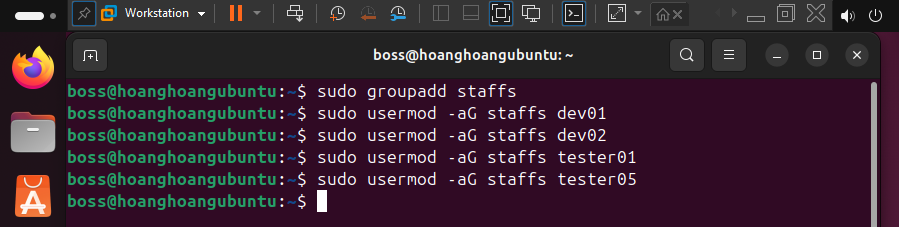 Workstation
boss@hoanghoangubuntu: ~
boss@hoanghoangubuntu:~$ sudo groupadd staffs
boss@hoanghoangubuntu:~$ sudo usermod -aG staffs dev01
boss@hoanghoangubuntu:~$ sudo usermod -aG staffs dev02
boss@hoanghoangubuntu:~$ sudo usermod -aG staffs tester01
boss@hoanghoangubuntu:~$ sudo usermod -aG staffs tester05
boss@hoanghoangubuntu:~$